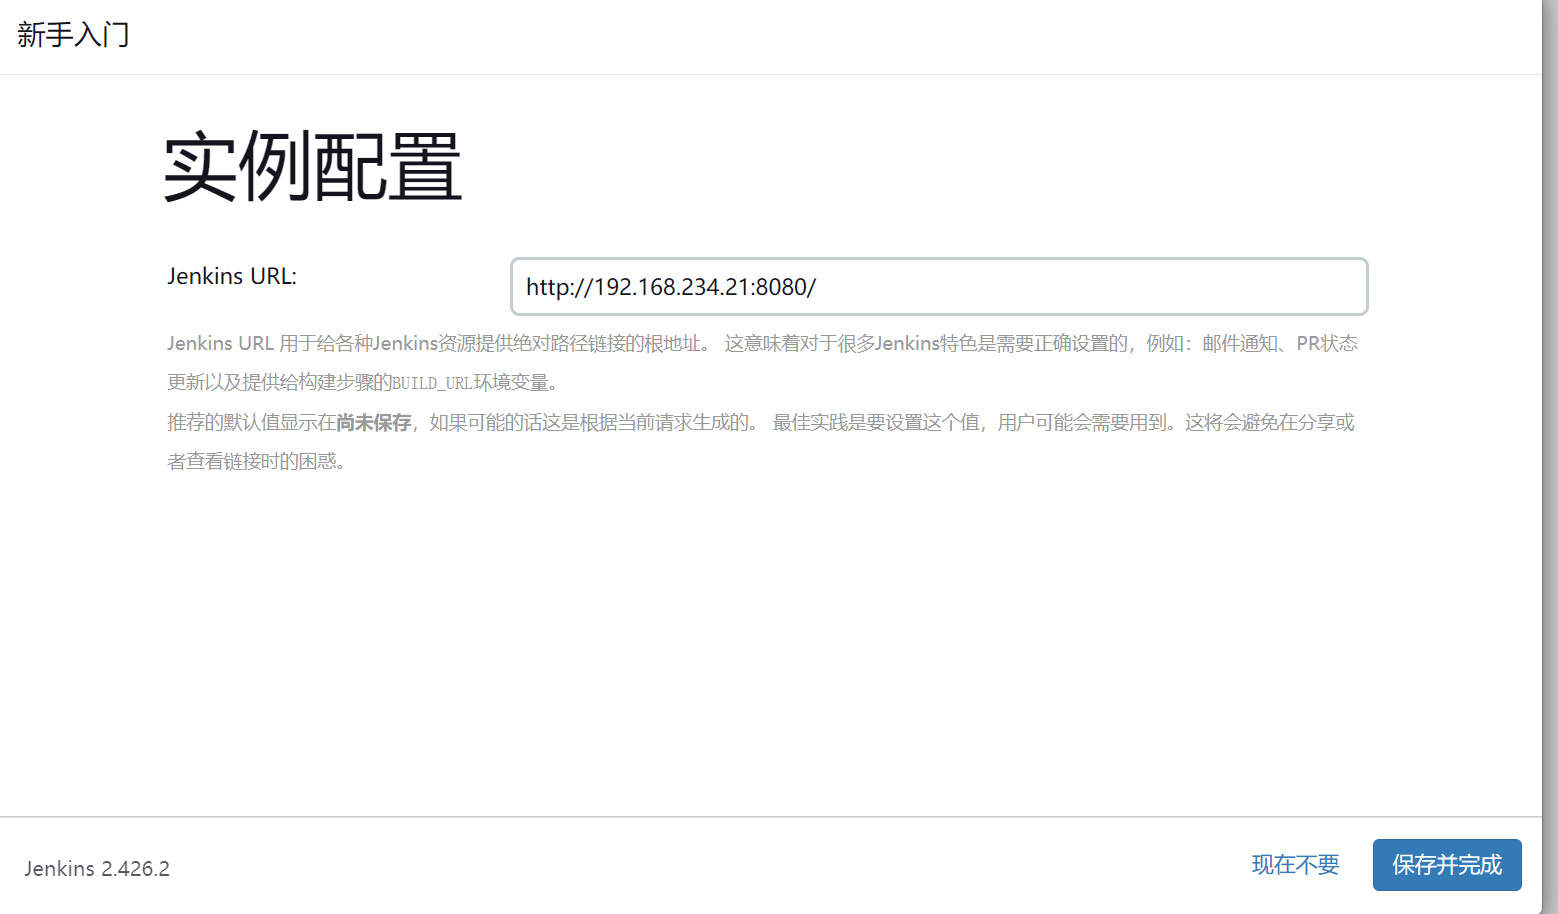 新手入门
实例配置
Jenkins URL:
http://192.168.234.21:8080/
Jenkins URL 用于给各种Jenkins资源提供绝对路径链接的根地址。 这意味着对于很多Jenkins特色是需要正确设置的，例如：邮件通知、PR状态
更新以及提供给构建步骤的BUILD_URL环境变量。
推荐的默认值显示在尚未保存，如果可能的话这是根据当前请求生成的。 最佳实践是要设置这个值，用户可能会需要用到。这将会避免在分享或
者查看链接时的困惑。
Jenkins 2.426.2
现在不要
保存并完成